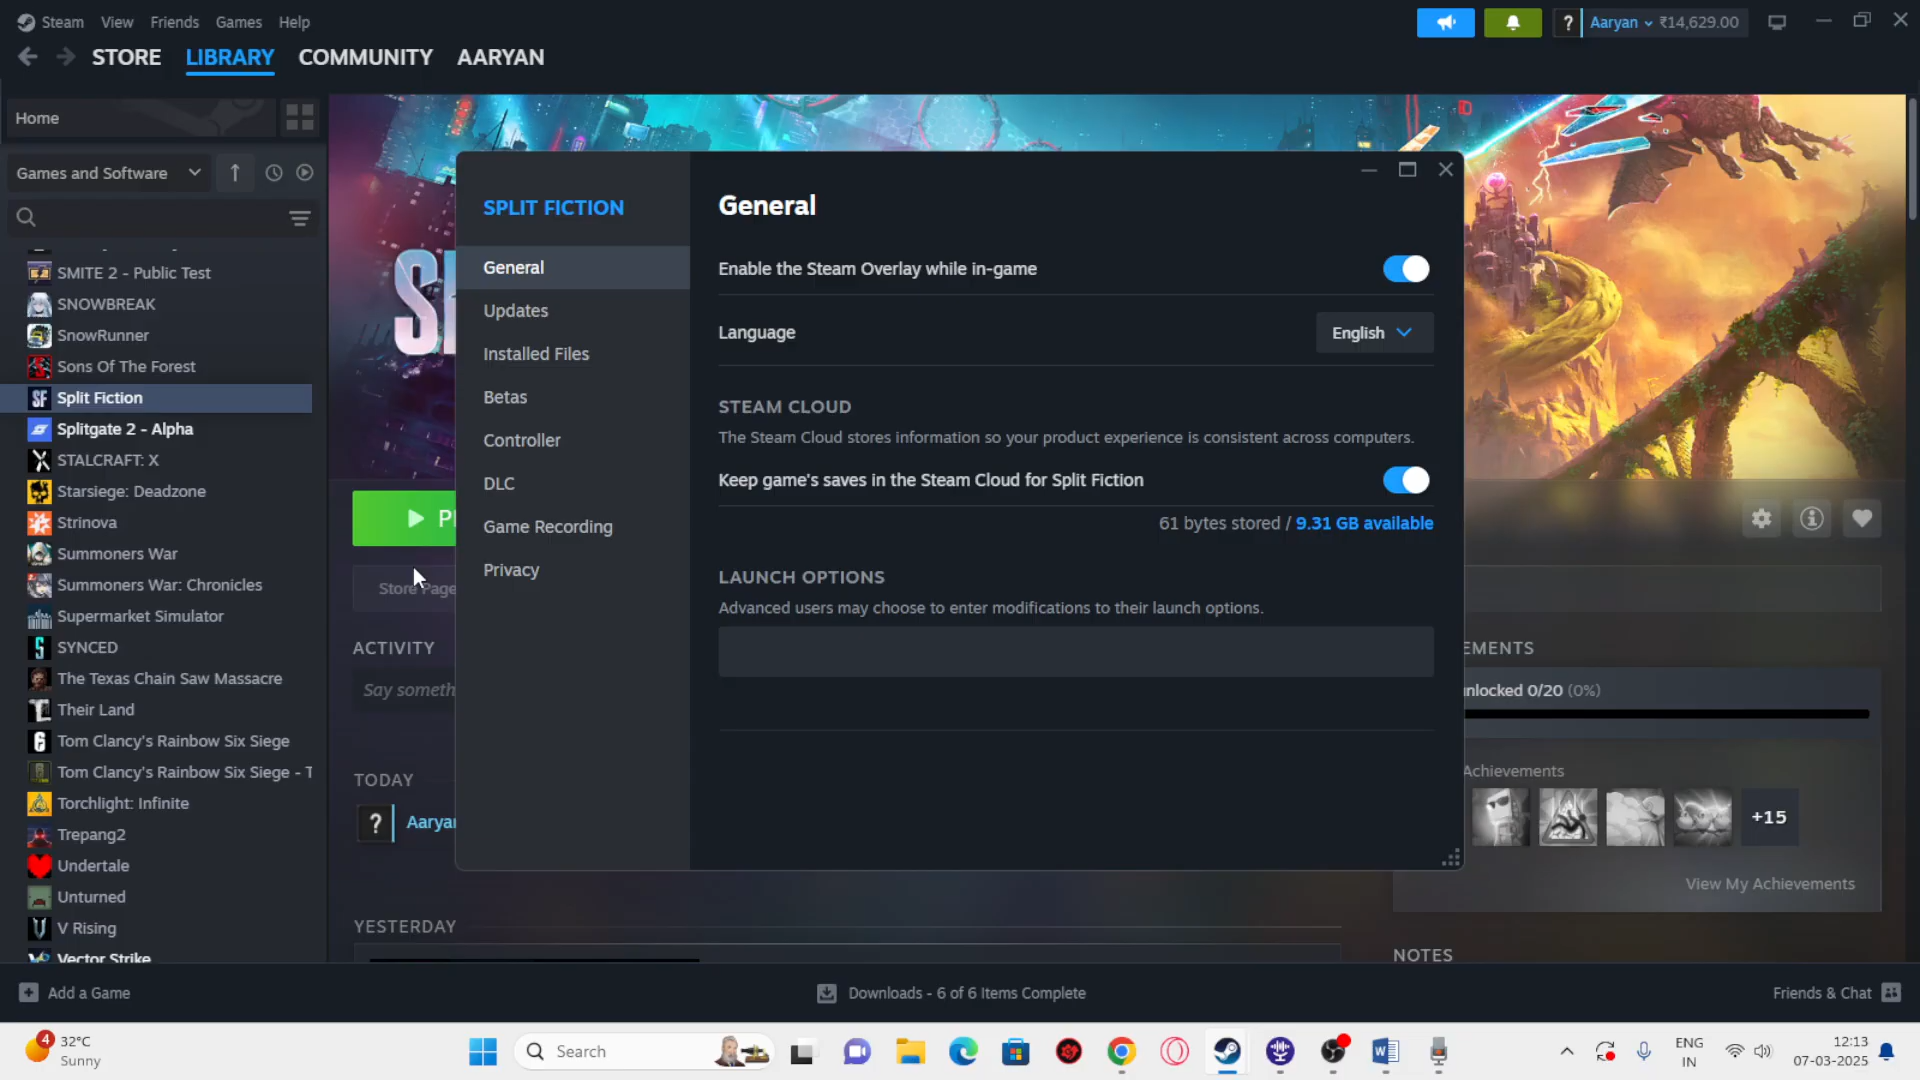 Steam View Friends Games Help
? Aaryan ₹14,629.00
STORE LIBRARY COMMUNITY AARYAN
Home
Games and Software
SMITE 2 - Public Test
SNOWBREAK
SnowRunner
Sons Of The Forest
SF Split Fiction
Splitgate 2 - Alpha
STALCRAFT: X
Starsiege: Deadzone
Strinova
Summoners War
Summoners War: Chronicles
Supermarket Simulator
SYNCED
The Texas Chain Saw Massacre
Their Land
Tom Clancy's Rainbow Six Siege
Tom Clancy's Rainbow Six Siege - T
Torchlight: Infinite
Trepang2
Undertale
Unturned
V Rising
Vector Strike
S
Store Page
ACTIVITY
Say someth
TODAY
?
YESTERDAY
SPLIT FICTION
General
Updates
Installed Files
Betas
Controller
DLC
Game Recording
Privacy
General
Enable the Steam Overlay while in-game
Language English
STEAM CLOUD
The Steam Cloud stores information so your product experience is consistent across computers.
Keep game's saves in the Steam Cloud for Split Fiction
61 bytes stored / 9.31 GB available
LAUNCH OPTIONS
Advanced users may choose to enter modifications to their launch options.
EMENTS
nlocked 0/20 (0%)
Achievements
+15
View My Achievements
NOTES
Add a Game
Downloads - 6 of 6 Items Complete
Friends & Chat
4 32°C
Sunny
Search
ENG
IN
12:13
07-03-2025